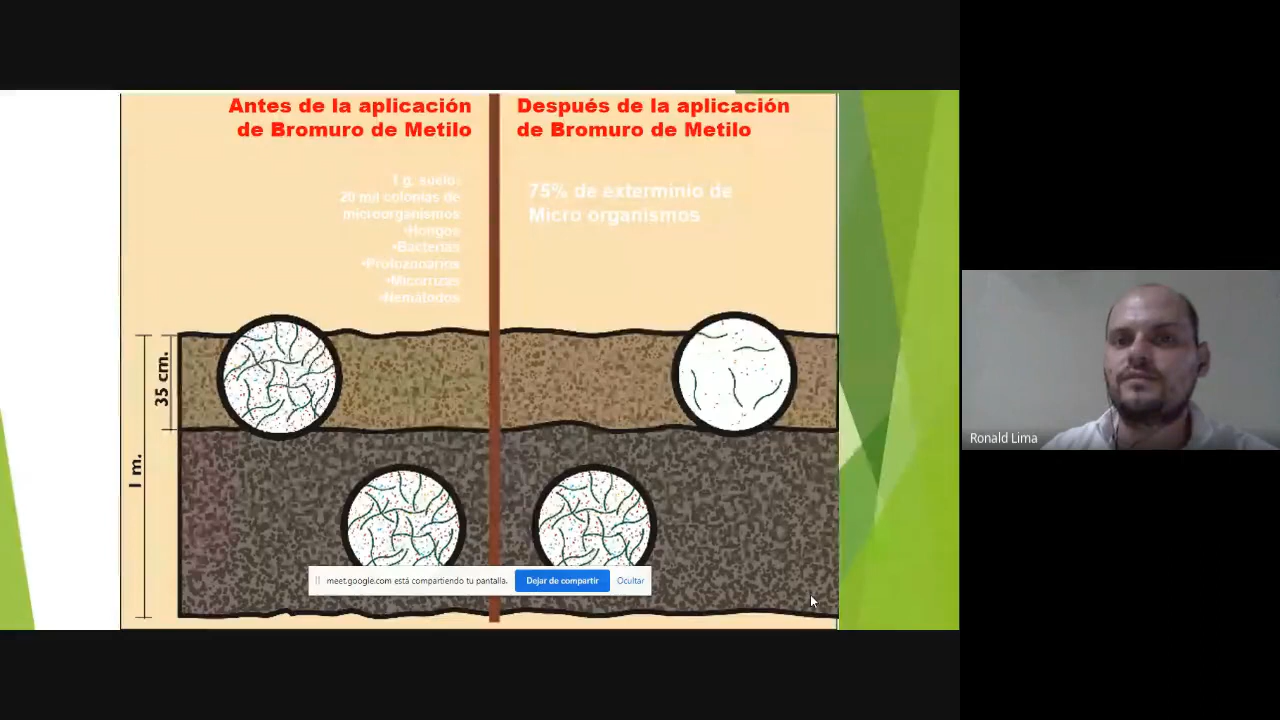 Antes de la aplicación
de Bromuro de Metilo
Después de la aplicación
de Bromuro de Metilo
1 g. suelo:
20 mil colonias de
microorganismos
•Hongos
•Bacterias
•Protozoarios
•Micorrizas
•Nemátodos
75% de exterminio de
Micro organismos
35 cm.
1 m.
meet.google.com está compartiendo tu pantalla.
Dejar de compartir
Ocultar
Ronald Lima